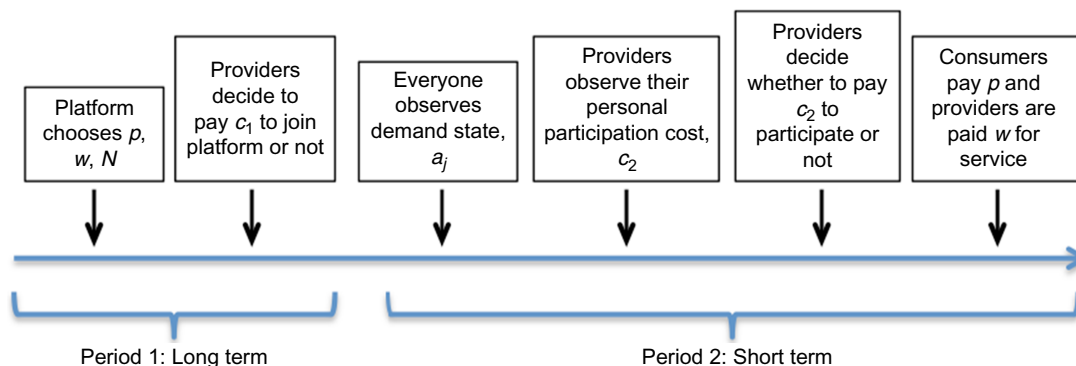 Platform
chooses p,
w, N
Providers
decide to
pay c1 to join
platform or not
Everyone
observes
demand state,
aj
Providers
observe their
personal
participation cost,
c2
Providers
decide
whether to pay
c2 to
participate or
not
Consumers
pay p and
providers are
paid w for
service
Period 1: Long term
Period 2: Short term